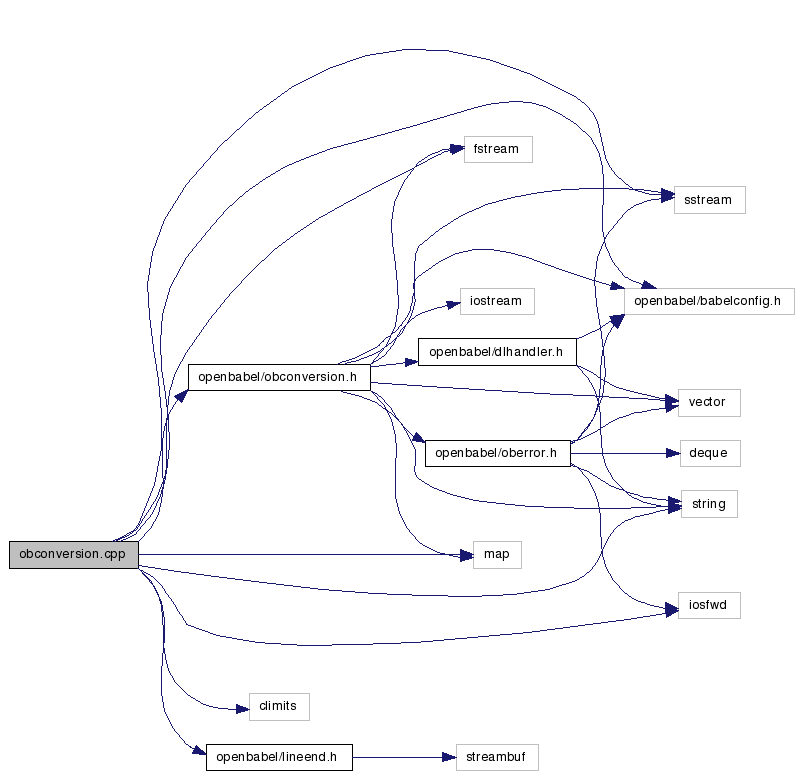 fstream
sstream
iostream
openbabel/babelconfig.h
openbabel/dlhandler.h
openbabel/obconversion.h
vector
openbabel/oberror.h
deque
string
obconversion.cpp
map
iosfwd
climits
openbabel/lineend.h
streambuf